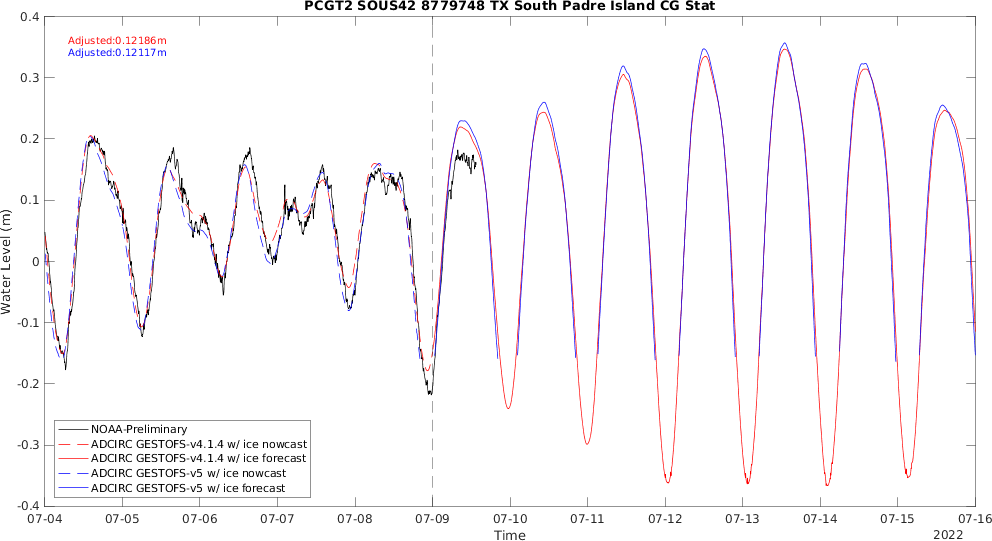 PCGT2 SOUS42 8779748 TX South Padre Island CG Stat
Adjusted:0.12186m
Adjusted:0.12117m
0.4
0.3
0.2
0.1
0
-0.1
-0.2
-0.3
-0.4
Water Level (m)
NOAA-Preliminary
ADCIRC GESTOFS-v4.1.4 w/ ice nowcast
ADCIRC GESTOFS-v4.1.4 w/ ice forecast
ADCIRC GESTOFS-v5 w/ ice nowcast
ADCIRC GESTOFS-v5 w/ ice forecast
07-04 07-05 07-06 07-07 07-08 07-09 07-10 07-11 07-12 07-13 07-14 07-15 07-16
Time
2022